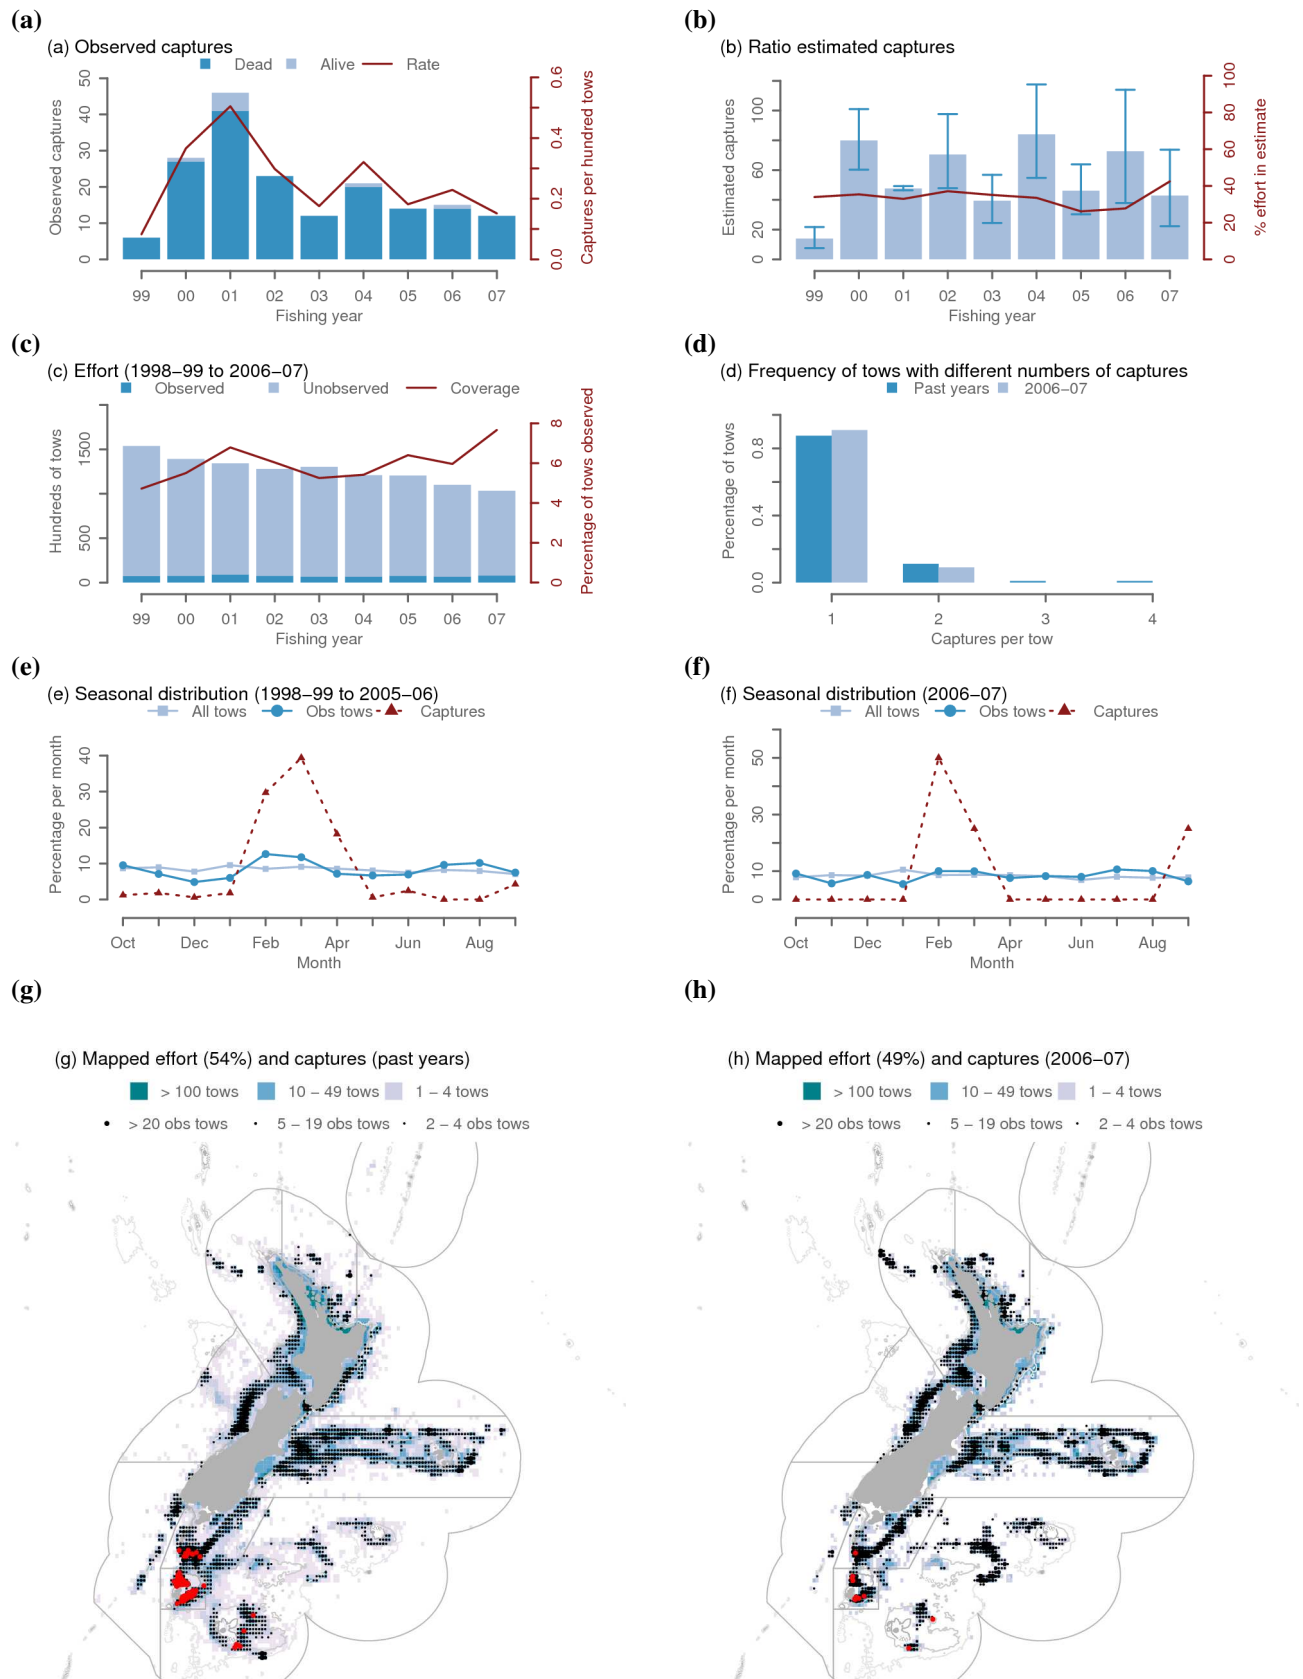 (a)
(a) Observed captures
Dead Alive Rate
Observed captures
0 10 20 30 40 50
Captures per hundred tows
0.0 0.2 0.4 0.6
99 00 01 02 03 04 05 06 07
Fishing year
(b)
(b) Ratio estimated captures
Estimated captures
0 20 60 100
% effort in estimate
0 20 40 60 80 100
99 00 01 02 03 04 05 06 07
Fishing year
(c)
(c) Effort (1998–99 to 2006–07)
Observed Unobserved Coverage
Hundreds of tows
0 500 1500
Percentage of tows observed
0 2 4 6 8
99 00 01 02 03 04 05 06 07
Fishing year
(d)
(d) Frequency of tows with different numbers of captures
Past years 2006–07
Percentage of tows
0.0 0.4 0.8
1 2 3 4
Captures per tow
(e)
(e) Seasonal distribution (1998–99 to 2005–06)
All tows Obs tows Captures
Percentage per month
0 10 20 30 40
Oct Dec Feb Apr Jun Aug
Month
(f)
(f) Seasonal distribution (2006–07)
All tows Obs tows Captures
Percentage per month
0 10 30 50
Oct Dec Feb Apr Jun Aug
Month
(g)
(g) Mapped effort (54%) and captures (past years)
> 100 tows 10 – 49 tows 1 – 4 tows
> 20 obs tows 5 – 19 obs tows 2 – 4 obs tows
(h)
(h) Mapped effort (49%) and captures (2006–07)
> 100 tows 10 – 49 tows 1 – 4 tows
> 20 obs tows 5 – 19 obs tows 2 – 4 obs tows